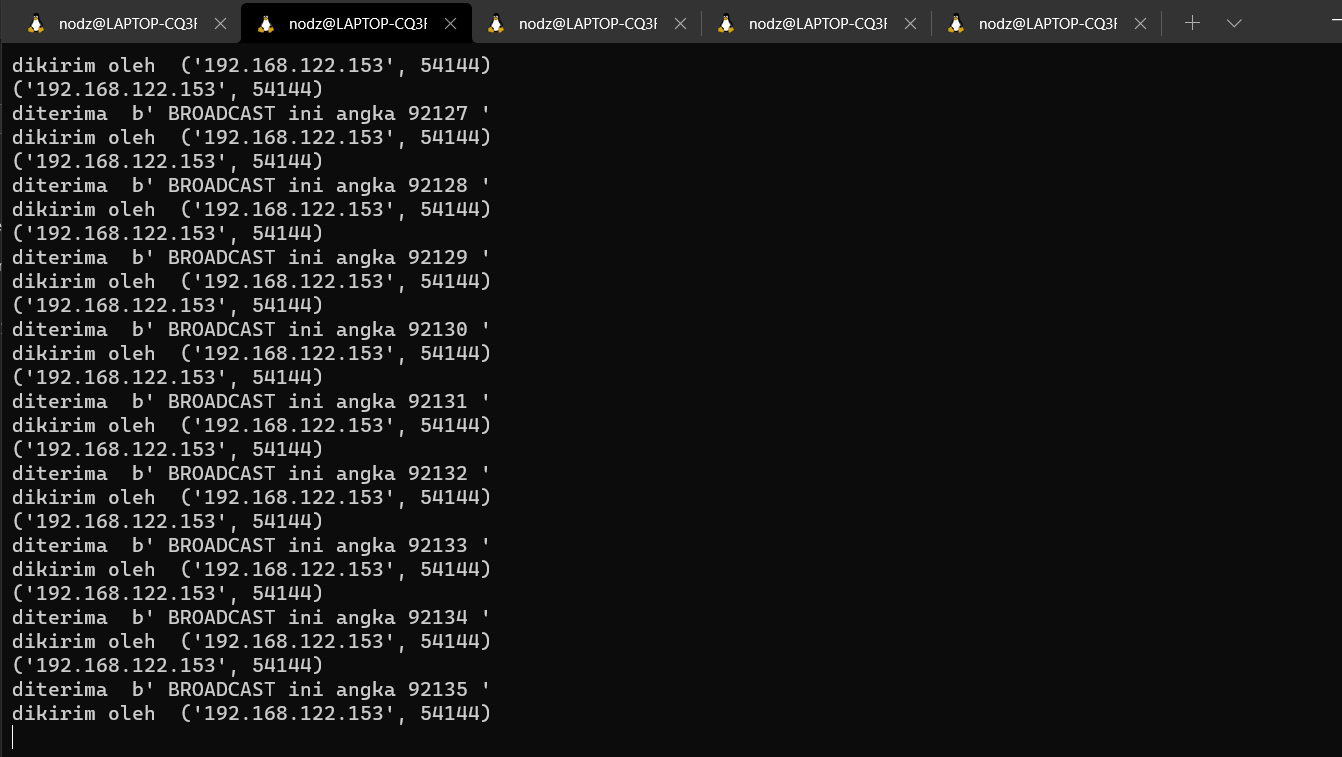 nodz@LAPTOP-CQ3F nodz@LAPTOP-CQ3F nodz@LAPTOP-CQ3F nodz@LAPTOP-CQ3F nodz@LAPTOP-CQ3F
dikirim oleh  ('192.168.122.153', 54144)
('192.168.122.153', 54144)
diterima  b' BROADCAST ini angka 92127 '
dikirim oleh  ('192.168.122.153', 54144)
('192.168.122.153', 54144)
diterima  b' BROADCAST ini angka 92128 '
dikirim oleh  ('192.168.122.153', 54144)
('192.168.122.153', 54144)
diterima  b' BROADCAST ini angka 92129 '
dikirim oleh  ('192.168.122.153', 54144)
('192.168.122.153', 54144)
diterima  b' BROADCAST ini angka 92130 '
dikirim oleh  ('192.168.122.153', 54144)
('192.168.122.153', 54144)
diterima  b' BROADCAST ini angka 92131 '
dikirim oleh  ('192.168.122.153', 54144)
('192.168.122.153', 54144)
diterima  b' BROADCAST ini angka 92132 '
dikirim oleh  ('192.168.122.153', 54144)
('192.168.122.153', 54144)
diterima  b' BROADCAST ini angka 92133 '
dikirim oleh  ('192.168.122.153', 54144)
('192.168.122.153', 54144)
diterima  b' BROADCAST ini angka 92134 '
dikirim oleh  ('192.168.122.153', 54144)
('192.168.122.153', 54144)
diterima  b' BROADCAST ini angka 92135 '
dikirim oleh  ('192.168.122.153', 54144)